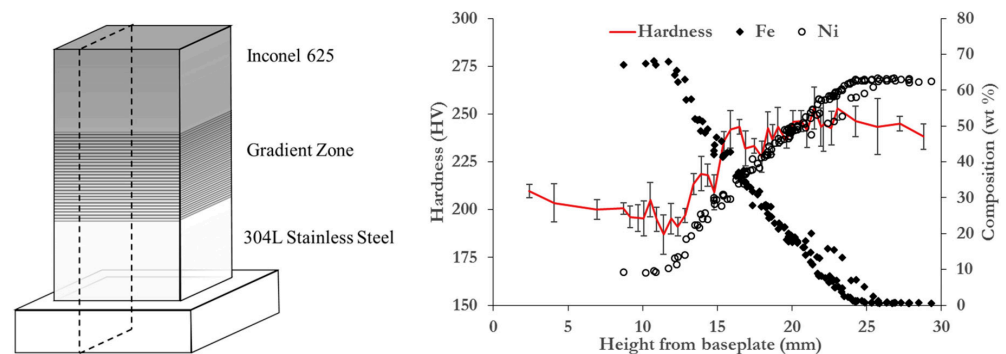 Inconel 625
Gradient Zone
304L Stainless Steel
Hardness Fe Ni
Hardness (HV)
300
275
250
225
200
175
150
Composition (wt %)
80
70
60
50
40
30
20
10
0
0 5 10 15 20 25 30
Height from baseplate (mm)